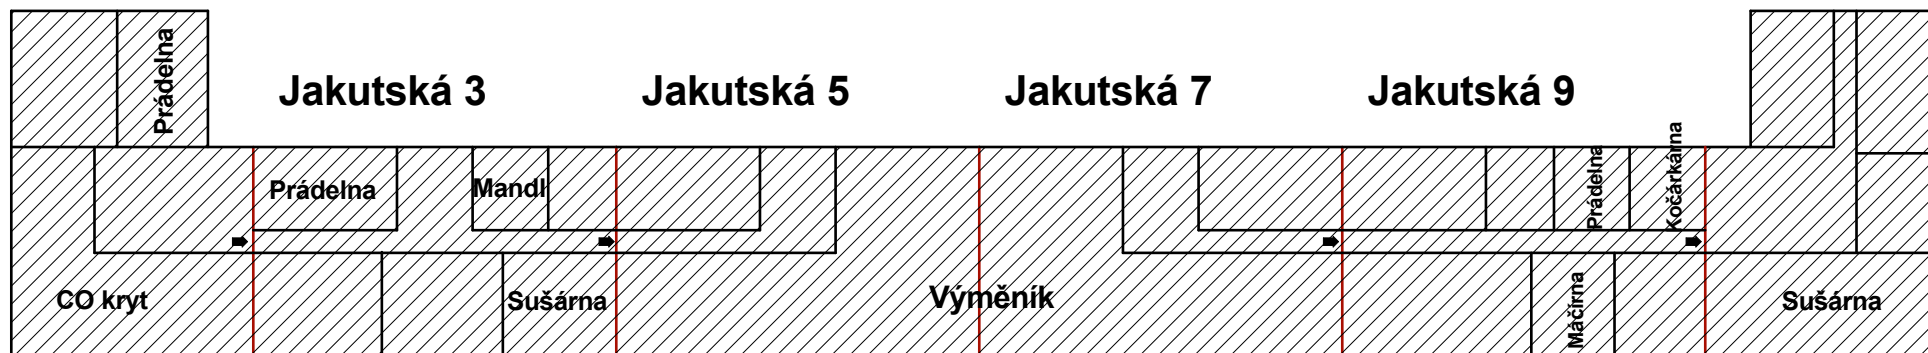 Prádelna
Jakutská 3
Jakutská 5
Jakutská 7
Jakutská 9
Prádelna
Mandl
Prádelna
Kočárkárna
CO kryt
Sušárna
Výměník
Máčírna
Sušárna